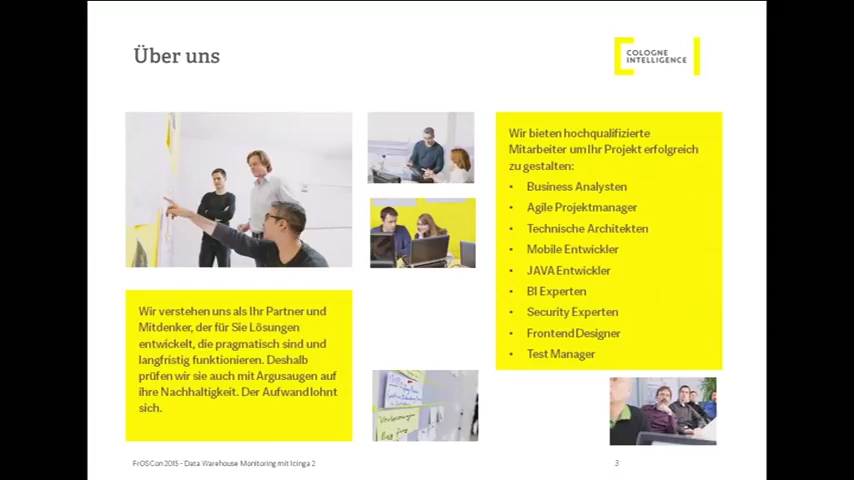 Über uns
COLOGNE
INTELLIGENCE
Wir verstehen uns als Ihr Partner und
Mitdenker, der für Sie Lösungen
entwickelt, die pragmatisch sind und
langfristig funktionieren. Deshalb
prüfen wir sie auch mit Argusaugen auf
ihre Nachhaltigkeit. Der Aufwand lohnt
sich.
Wir bieten hochqualifizierte
Mitarbeiter um Ihr Projekt erfolgreich
zu gestalten:
• Business Analysten
• Agile Projektmanager
• Technische Architekten
• Mobile Entwickler
• JAVA Entwickler
• BI Experten
• Security Experten
• Frontend Designer
• Test Manager
FrOSCon 2015 - Data Warehouse Monitoring mit Icinga 2
3